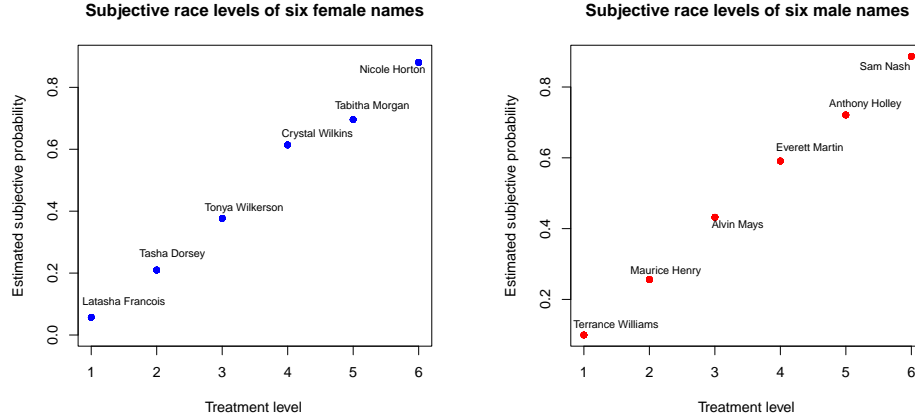 Subjective race levels of six female names
Estimated subjective probability
0.8
0.6
0.4
0.2
0.0
Nicole Horton
Tabitha Morgan
Crystal Wilkins
Tonya Wilkerson
Tasha Dorsey
Latasha Francois
1 2 3 4 5 6
Treatment level
Subjective race levels of six male names
Estimated subjective probability
0.8
0.6
0.4
0.2
Sam Nash
Anthony Holley
Everett Martin
Alvin Mays
Maurice Henry
Terrance Williams
1 2 3 4 5 6
Treatment level